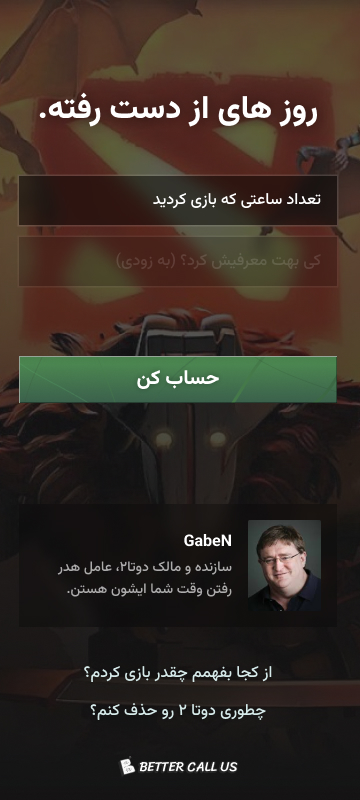 روز های از دست رفته.
تعداد ساعتی که بازی کردید
کی بهت معرفیش کرد؟ (به زودی)
حساب کن
GabeN
سازنده و مالک دوتا۲، عامل هدر
رفتن وقت شما ایشون هستن.
از کجا بفهمم چقدر بازی کردم؟
چطوری دوتا ۲ رو حذف کنم؟
BETTER CALL US